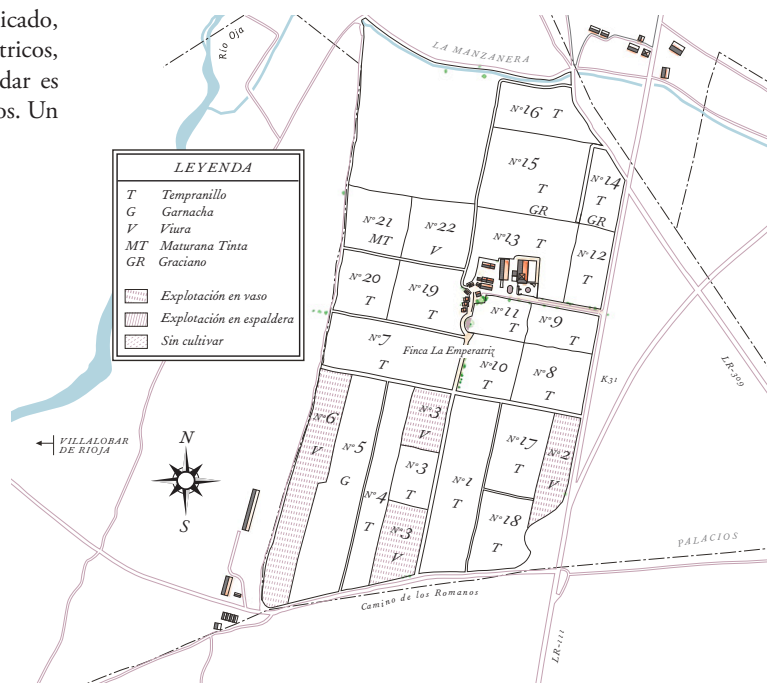 icado,
tricos,
dar es
os. Un
Río Oja
LA MANZANERA
LEYENDA
T Tempranillo
G Garnacha
V Viura
MT Maturana Tinta
GR Graciano
Explotación en vaso
Explotación en espaldera
Sin cultivar
Nº16 T
Nº15
T
GR
Nº14
T
GR
Nº21
MT
Nº22
V
Nº13 T
Nº12
T
Nº20
T
Nº19
T
Nº11
T
Nº9
T
Nº7
T
Finca La Emperatriz
Nº10
T
Nº8
T
K31
LR-309
Nº6
V
Nº5
G
Nº3
V
Nº3
T
Nº3
V
Nº4
T
Nº1
T
Nº17
T
Nº2
V
Nº18
T
VILLALOBAR
DE RIOJA
N
S
PALACIOS
Camino de los Romanos
LR-111